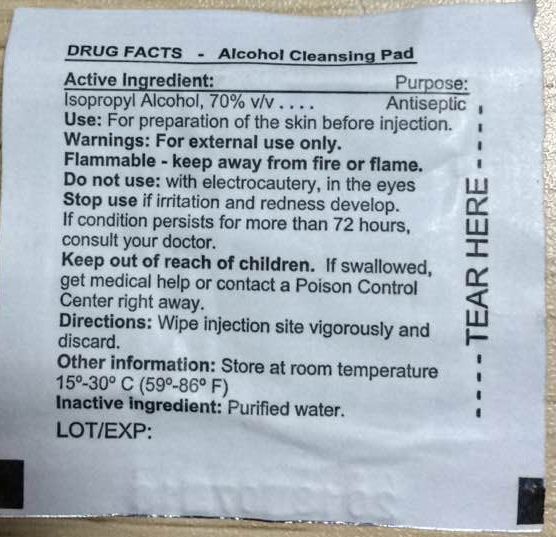 DRUG FACTS - Alcohol Cleansing Pad
Active Ingredient: Purpose:
Isopropyl Alcohol, 70% v/v . . . . Antiseptic
Use: For preparation of the skin before injection.
Warnings: For external use only.
Flammable - keep away from fire or flame.
Do not use: with electrocautery, in the eyes
Stop use if irritation and redness develop.
If condition persists for more than 72 hours,
consult your doctor.
Keep out of reach of children. If swallowed,
get medical help or contact a Poison Control
Center right away.
Directions: Wipe injection site vigorously and
discard.
Other information: Store at room temperature
15º-30º C (59º-86º F)
Inactive ingredient: Purified water.
LOT/EXP:
---- TEAR HERE ----